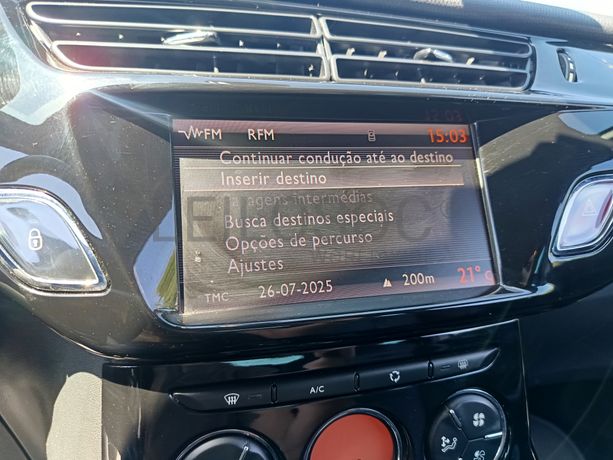 FM RFM 15:03
Continuar condução até ao destino
Inserir destino
Paragens intermédias
Busca destinos especiais
Opções de percurso
Ajustes
TMC 26-07-2025 200m 21°c
A/C